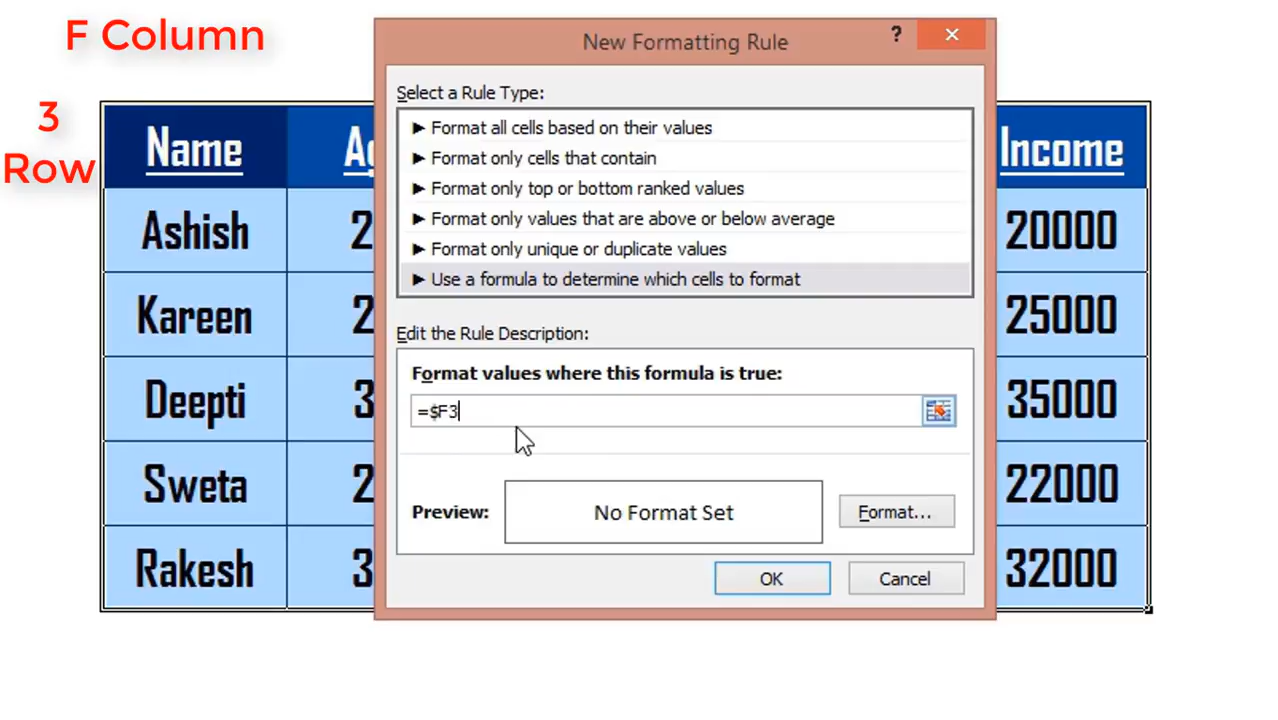 F Column
3
Row
New Formatting Rule
?
Select a Rule Type:
► Format all cells based on their values
► Format only cells that contain
► Format only top or bottom ranked values
► Format only values that are above or below average
► Format only unique or duplicate values
► Use a formula to determine which cells to format
Edit the Rule Description:
Format values where this formula is true:
=$F3
Preview:
No Format Set
Format...
OK
Cancel
Name
Income
Ashish
20000
Kareen
25000
Deepti
35000
Sweta
22000
Rakesh
32000